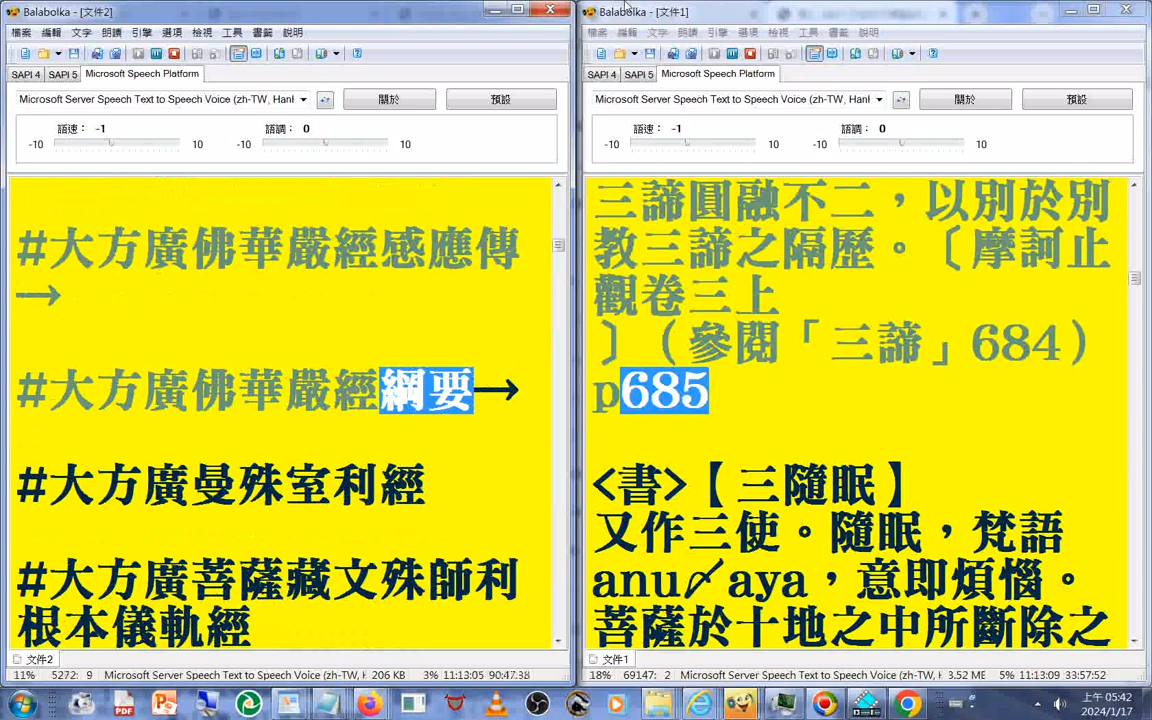 Balabolka - [文件2]
檔案 編輯 文字 朗讀 引擎 選項 檢視 工具 書籤 說明
SAPI 4 SAPI 5 Microsoft Speech Platform
Microsoft Server Speech Text to Speech Voice (zh-TW, Hanl
關於 預設
語速： -1 語調： 0
-10 10 -10 10
#大方廣佛華嚴經感應傳
→
#大方廣佛華嚴經綱要→
#大方廣曼殊室利經
#大方廣菩薩藏文殊師利
根本儀軌經
文件2
11% 5272: 9 Microsoft Server Speech Text to Speech Voice (zh-TW, H 206 KB 3% 11:13:05 90:47:38
Balabolka - [文件1]
檔案 編輯 文字 朗讀 引擎 選項 檢視 工具 書籤 說明
SAPI 4 SAPI 5 Microsoft Speech Platform
Microsoft Server Speech Text to Speech Voice (zh-TW, Hanl
關於 預設
語速： -1 語調： 0
-10 10 -10 10
三諦圓融不二，以別於別
教三諦之隔歷。〔摩訶止
觀卷三上
〕（參閱「三諦」684）
p685
<書>【三隨眠】
又作三使。隨眠，梵語
anu〆aya，意即煩惱。
菩薩於十地之中所斷除之
文件1
18% 69147: 2 Microsoft Server Speech Text to Speech Voice (zh-TW, H 3.52 MB 5% 11:13:09 33:57:52
上午 05:42
2024/1/17